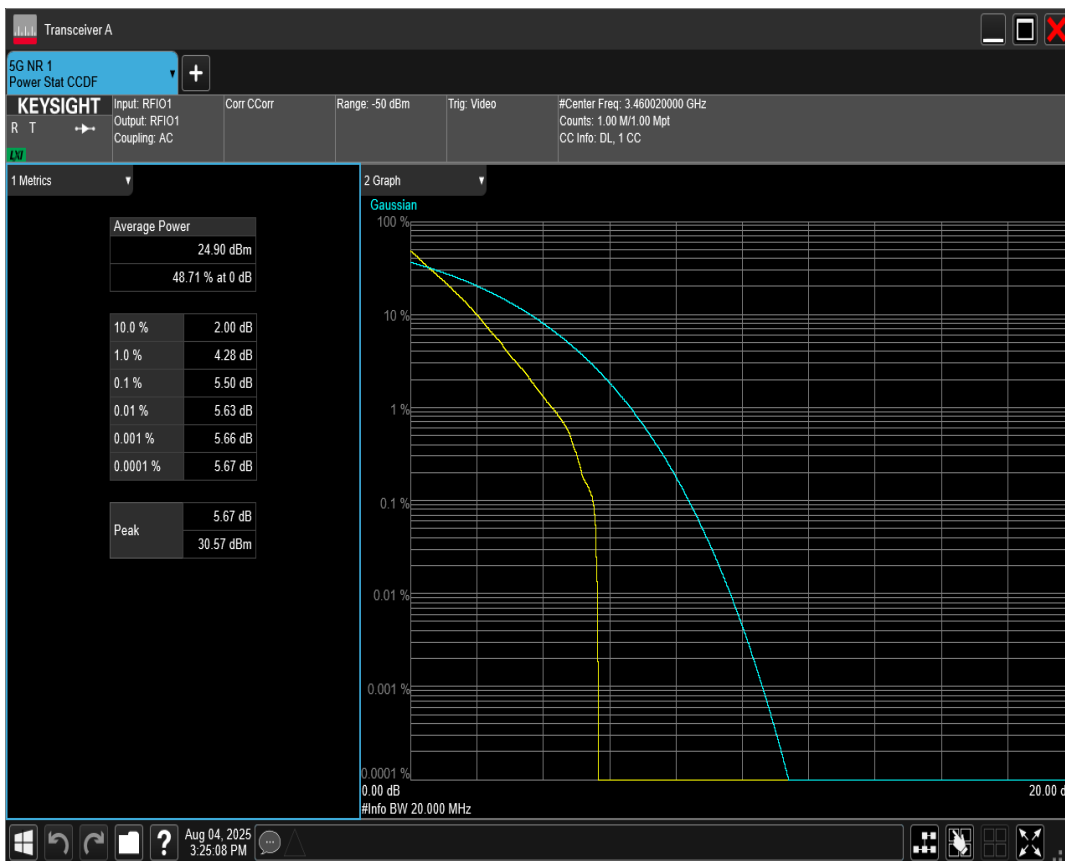 Transceiver A
5G NR 1
Power Stat CCDF
KEYSIGHT
R T
LXI
Input: RFIO1
Output: RFIO1
Coupling: AC
Corr CCorr
Range: -50 dBm
Trig: Video
#Center Freq: 3.460020000 GHz
Counts: 1.00 M/1.00 Mpt
CC Info: DL, 1 CC
1 Metrics
Average Power
24.90 dBm
48.71 % at 0 dB
10.0 % 2.00 dB
1.0 % 4.28 dB
0.1 % 5.50 dB
0.01 % 5.63 dB
0.001 % 5.66 dB
0.0001 % 5.67 dB
Peak
5.67 dB
30.57 dBm
2 Graph
Gaussian
100 %
10 %
1 %
0.1 %
0.01 %
0.001 %
0.0001 %
0.00 dB
20.00 d
#Info BW 20.000 MHz
?
Aug 04, 2025
3:25:08 PM